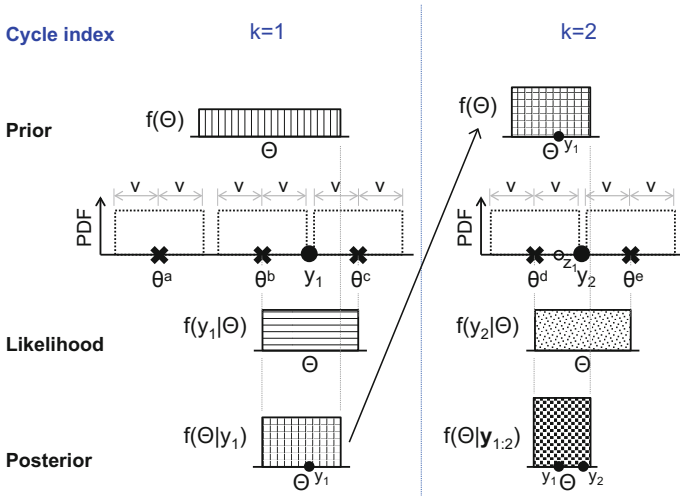 Cycle index k=1 k=2
Prior f(Θ) Θ f(Θ) Θ y₁
v v v v v v v v v v
PDF θᵃ θᵇ y₁ θᶜ PDF θᵈ z₁ y₂ θᵉ
Likelihood f(y₁|Θ) Θ f(y₂|Θ) Θ
Posterior f(Θ|y₁) Θ y₁ f(Θ|y₁:₂) y₁ Θ y₂